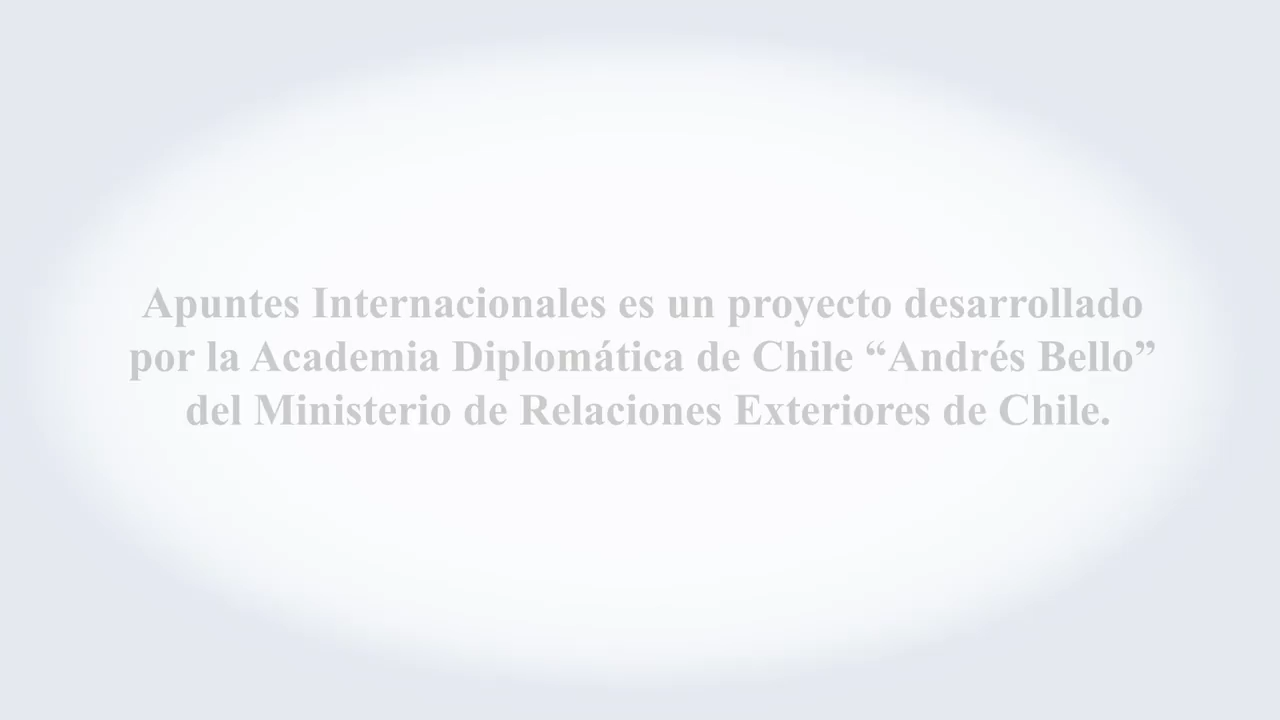 Apuntes Internacionales es un proyecto desarrollado
por la Academia Diplomática de Chile “Andrés Bello”
del Ministerio de Relaciones Exteriores de Chile.